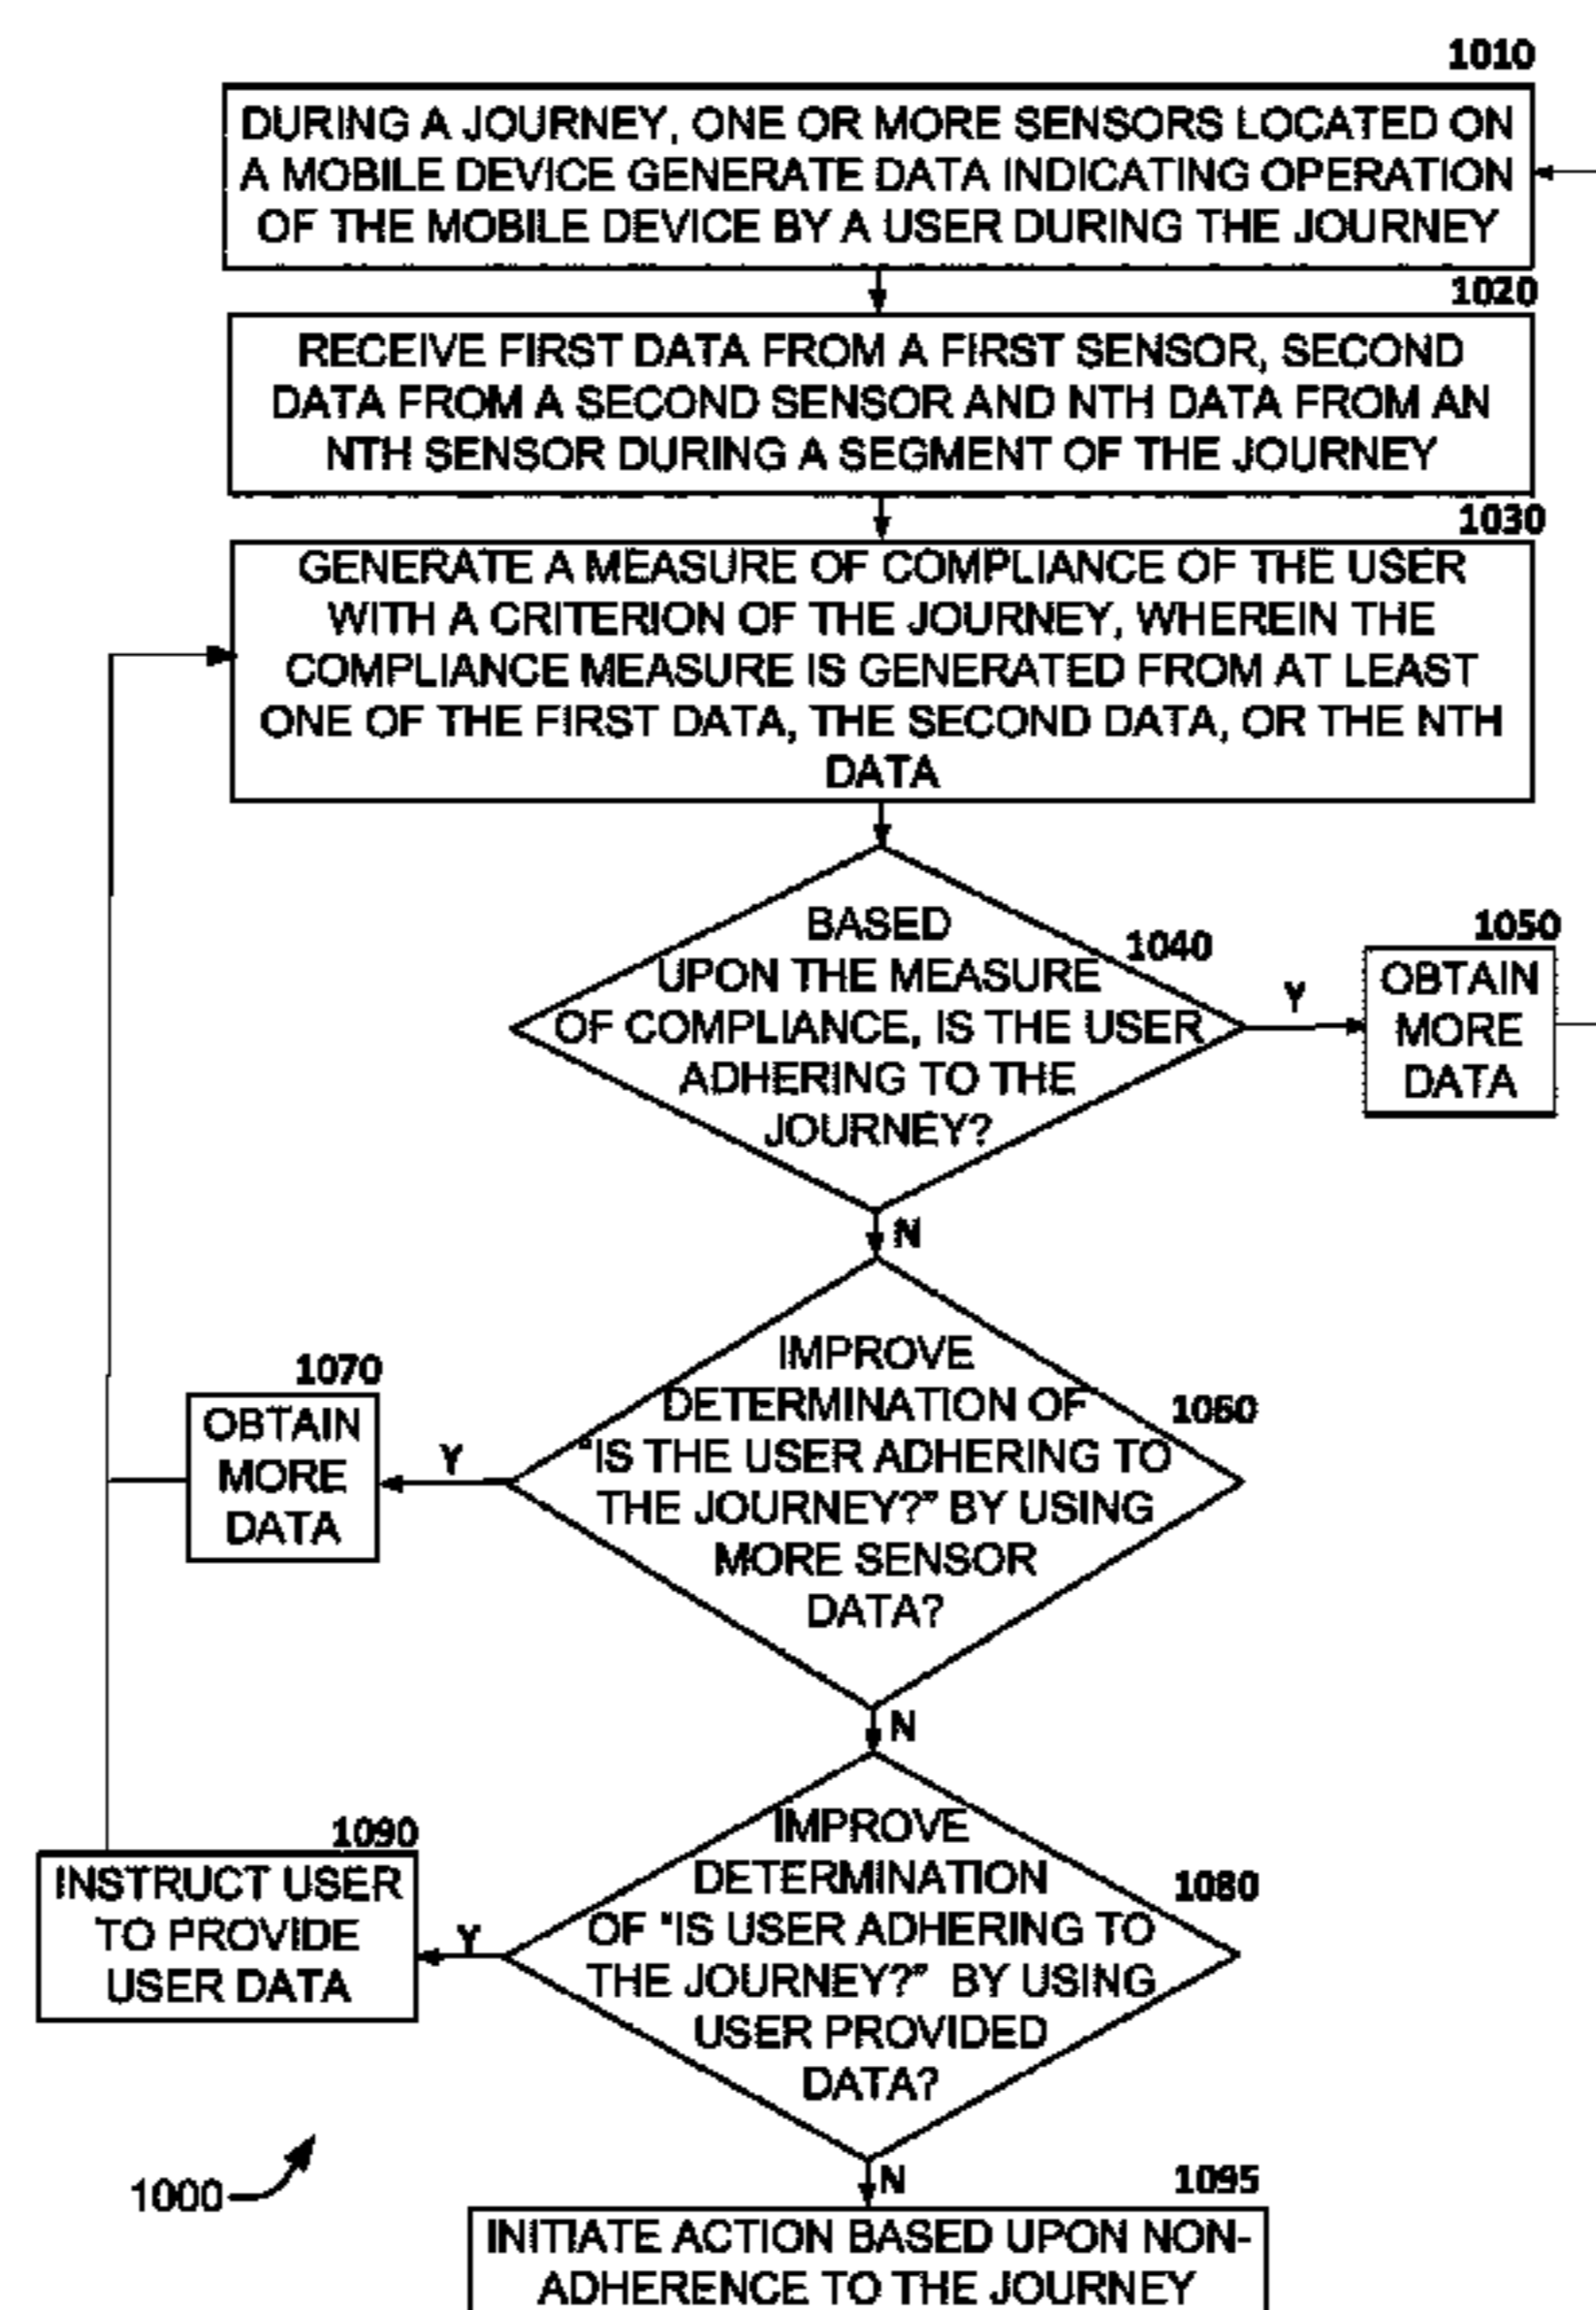 1010
DURING A JOURNEY, ONE OR MORE SENSORS LOCATED ON
A MOBILE DEVICE GENERATE DATA INDICATING OPERATION
OF THE MOBILE DEVICE BY A USER DURING THE JOURNEY
1020
RECEIVE FIRST DATA FROM A FIRST SENSOR, SECOND
DATA FROM A SECOND SENSOR AND NTH DATA FROM AN
NTH SENSOR DURING A SEGMENT OF THE JOURNEY
1030
GENERATE A MEASURE OF COMPLIANCE OF THE USER
WITH A CRITERION OF THE JOURNEY, WHEREIN THE
COMPLIANCE MEASURE IS GENERATED FROM AT LEAST
ONE OF THE FIRST DATA, THE SECOND DATA, OR THE NTH
DATA
1040
BASED
UPON THE MEASURE
OF COMPLIANCE, IS THE USER
ADHERING TO THE
JOURNEY?
Y
1050
OBTAIN
MORE
DATA
N
1060
IMPROVE
DETERMINATION OF
"IS THE USER ADHERING TO
THE JOURNEY?" BY USING
MORE SENSOR
DATA?
Y
1070
OBTAIN
MORE
DATA
N
1080
IMPROVE
DETERMINATION
OF "IS USER ADHERING TO
THE JOURNEY?" BY USING
USER PROVIDED
DATA?
Y
1090
INSTRUCT USER
TO PROVIDE
USER DATA
N
1000
1095
INITIATE ACTION BASED UPON NON-
ADHERENCE TO THE JOURNEY